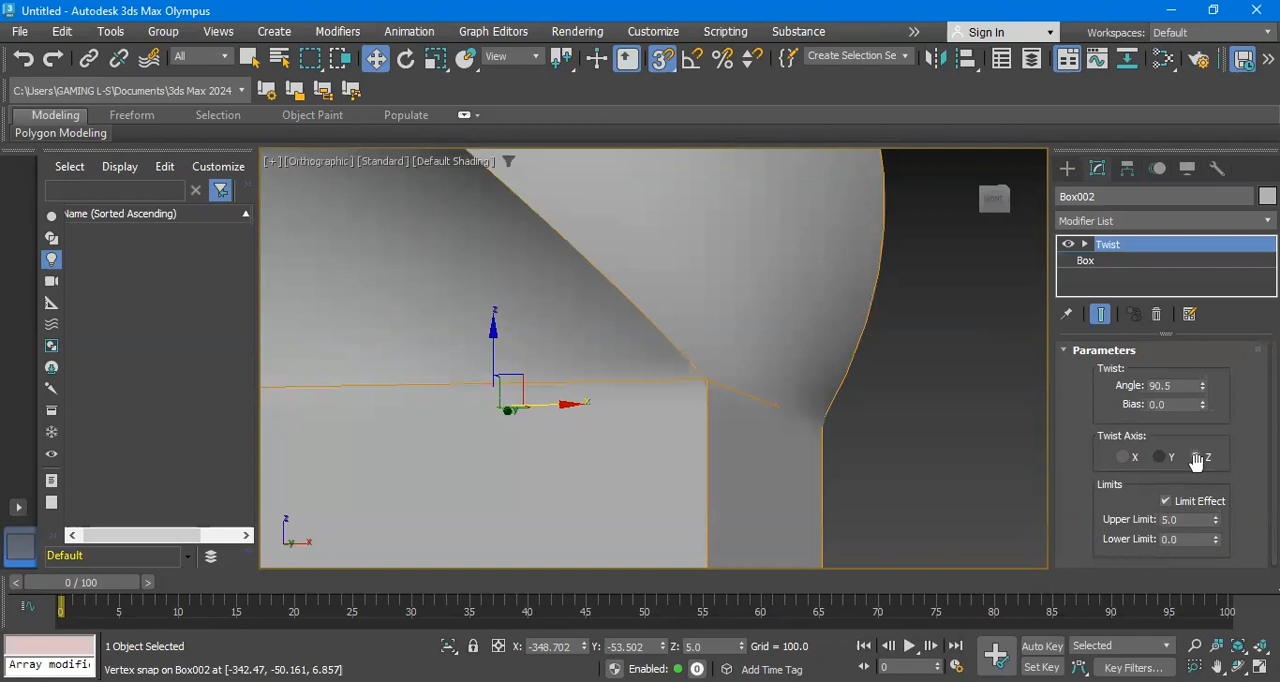 Untitled - Autodesk 3ds Max Olympus
File Edit Tools Group Views Create Modifiers Animation Graph Editors Rendering Customize Scripting Substance Sign In Workspaces: Default
All View Create Selection Se
C:\Users\GAMING L-S\Documents\3ds Max 2024
Modeling Freeform Selection Object Paint Populate
Polygon Modeling
Select Display Edit Customize
Name (Sorted Ascending)
[+] [Orthographic] [Standard] [Default Shading]
FRONT
z
x
y
z
y x
Box002
Modifier List
Twist
Box
Parameters
Twist:
Angle: 90.5
Bias: 0.0
Twist Axis:
X Y Z
Limits
Limit Effect
Upper Limit: 5.0
Lower Limit: 0.0
Default
0 / 100
0 5 10 15 20 25 30 35 40 45 50 55 60 65 70 75 80 85 90 95 100
1 Object Selected X: -348.702 Y: -53.502 Z: 5.0 Grid = 100.0 Auto Key Selected
Array modifi Vertex snap on Box002 at [-342.47, -50.161, 6.857] Enabled: 0 Add Time Tag 0 Set Key Key Filters...